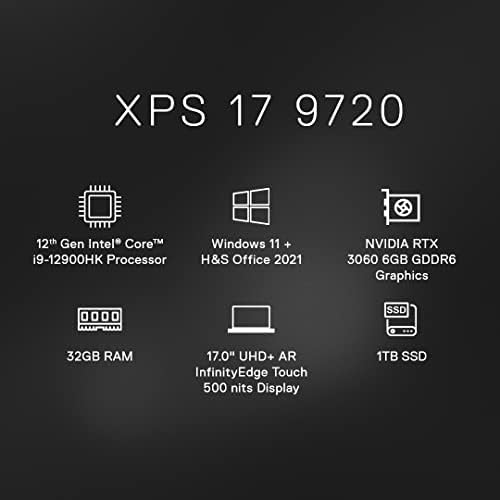 XPS 17 9720
12th Gen Intel® Core™
i9-12900HK Processor
Windows 11 +
H&S Office 2021
NVIDIA RTX
3060 6GB GDDR6
Graphics
32GB RAM
17.0" UHD+ AR
InfinityEdge Touch
500 nits Display
SSD
1TB SSD